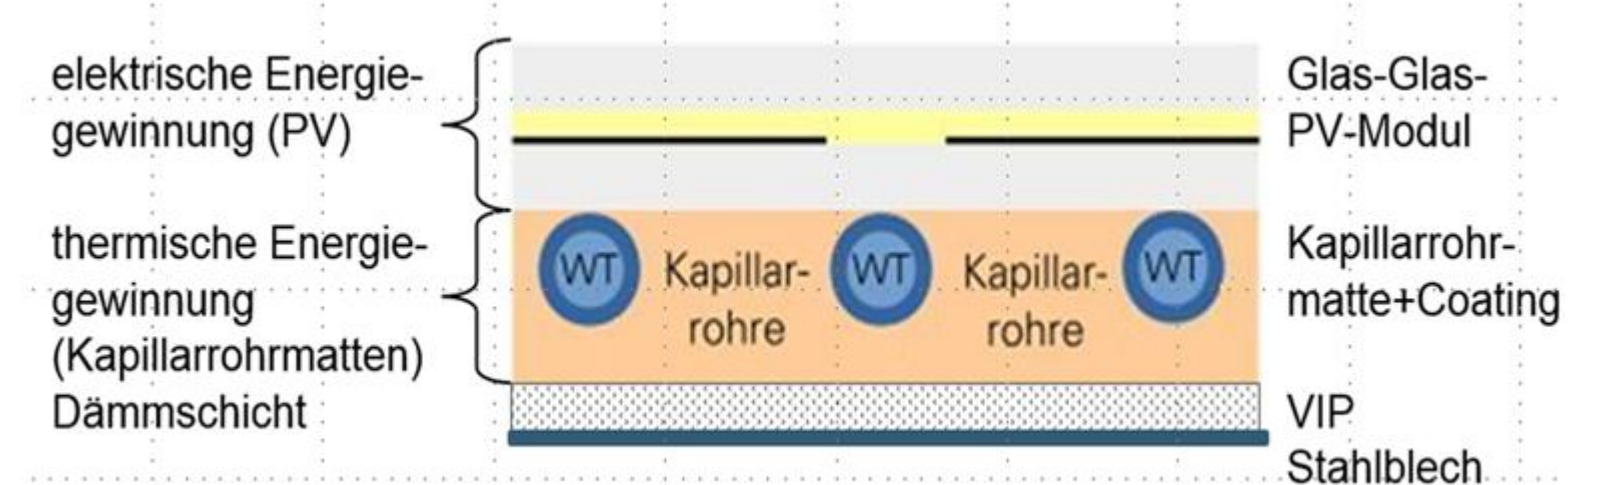 elektrische Energie-
gewinnung (PV)
thermische Energie-
gewinnung
(Kapillarrohrmatten)
Dämmschicht
WT
Kapillar-
rohre
WT
Kapillar-
rohre
WT
Glas-Glas-
PV-Modul
Kapillarrohr-
matte+Coating
VIP
Stahlblech